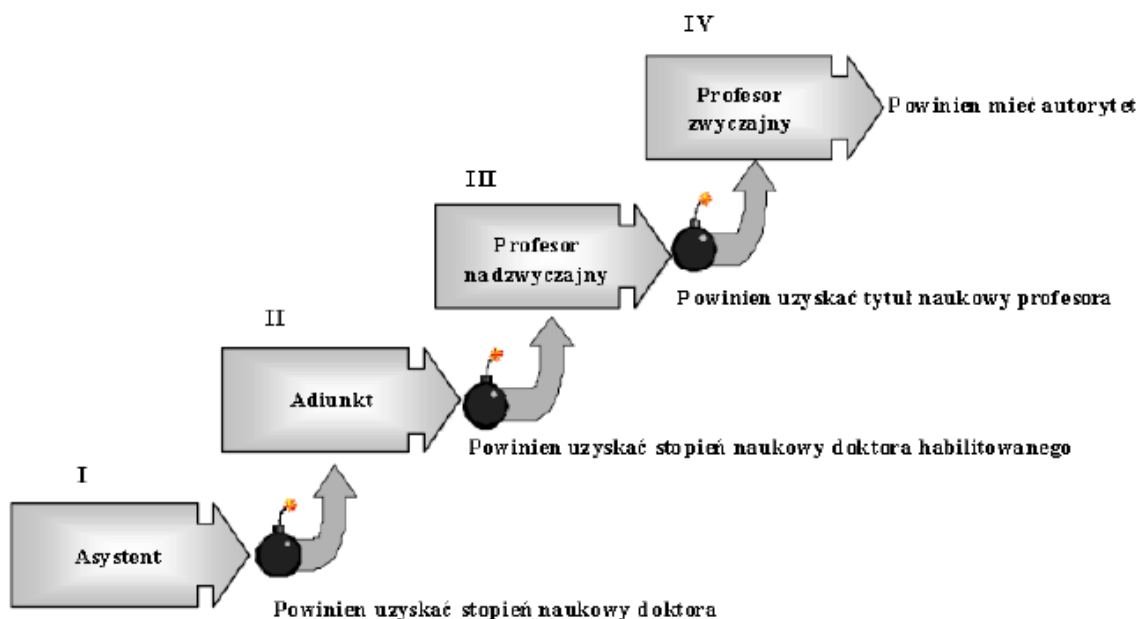 IV
Profesor
zwyczajny
Powinien mieć autorytet
III
Profesor
nadzwyczajny
Powinien uzyskać tytuł naukowy profesora
II
Adiunkt
Powinien uzyskać stopień naukowy doktora habilitowanego
I
Asystent
Powinien uzyskać stopień naukowy doktora